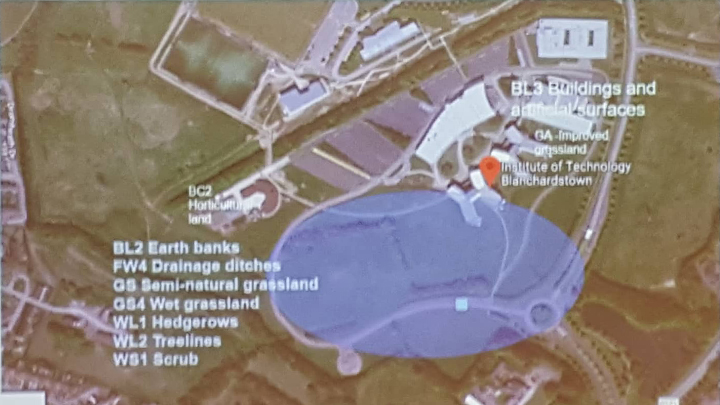 BL3 Buildings and
artificial surfaces
GA -Improved
grassland
Institute of Technology
Blanchardstown
BC2
Horticultural
land
BL2 Earth banks
FW4 Drainage ditches
GS Semi-natural grassland
GS4 Wet grassland
WL1 Hedgerows
WL2 Treelines
WS1 Scrub